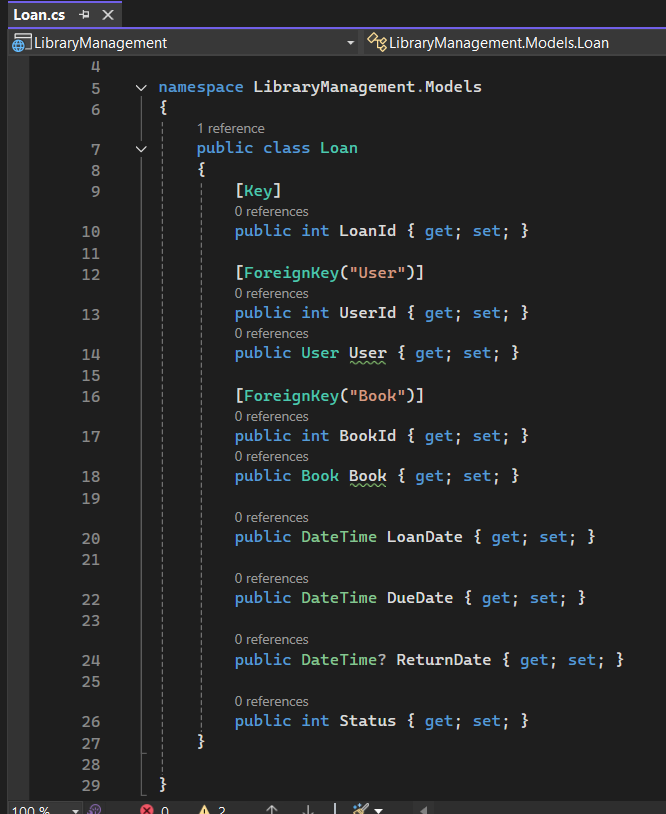 Loan.cs
LibraryManagement LibraryManagement.Models.Loan
4
5 namespace LibraryManagement.Models
6 {
1 reference
7 public class Loan
8 {
9 [Key]
0 references
10 public int LoanId { get; set; }
11
12 [ForeignKey("User")]
0 references
13 public int UserId { get; set; }
0 references
14 public User User { get; set; }
15
16 [ForeignKey("Book")]
0 references
17 public int BookId { get; set; }
0 references
18 public Book Book { get; set; }
19
0 references
20 public DateTime LoanDate { get; set; }
21
0 references
22 public DateTime DueDate { get; set; }
23
0 references
24 public DateTime? ReturnDate { get; set; }
25
0 references
26 public int Status { get; set; }
27 }
28
29 }
100 % 0 2